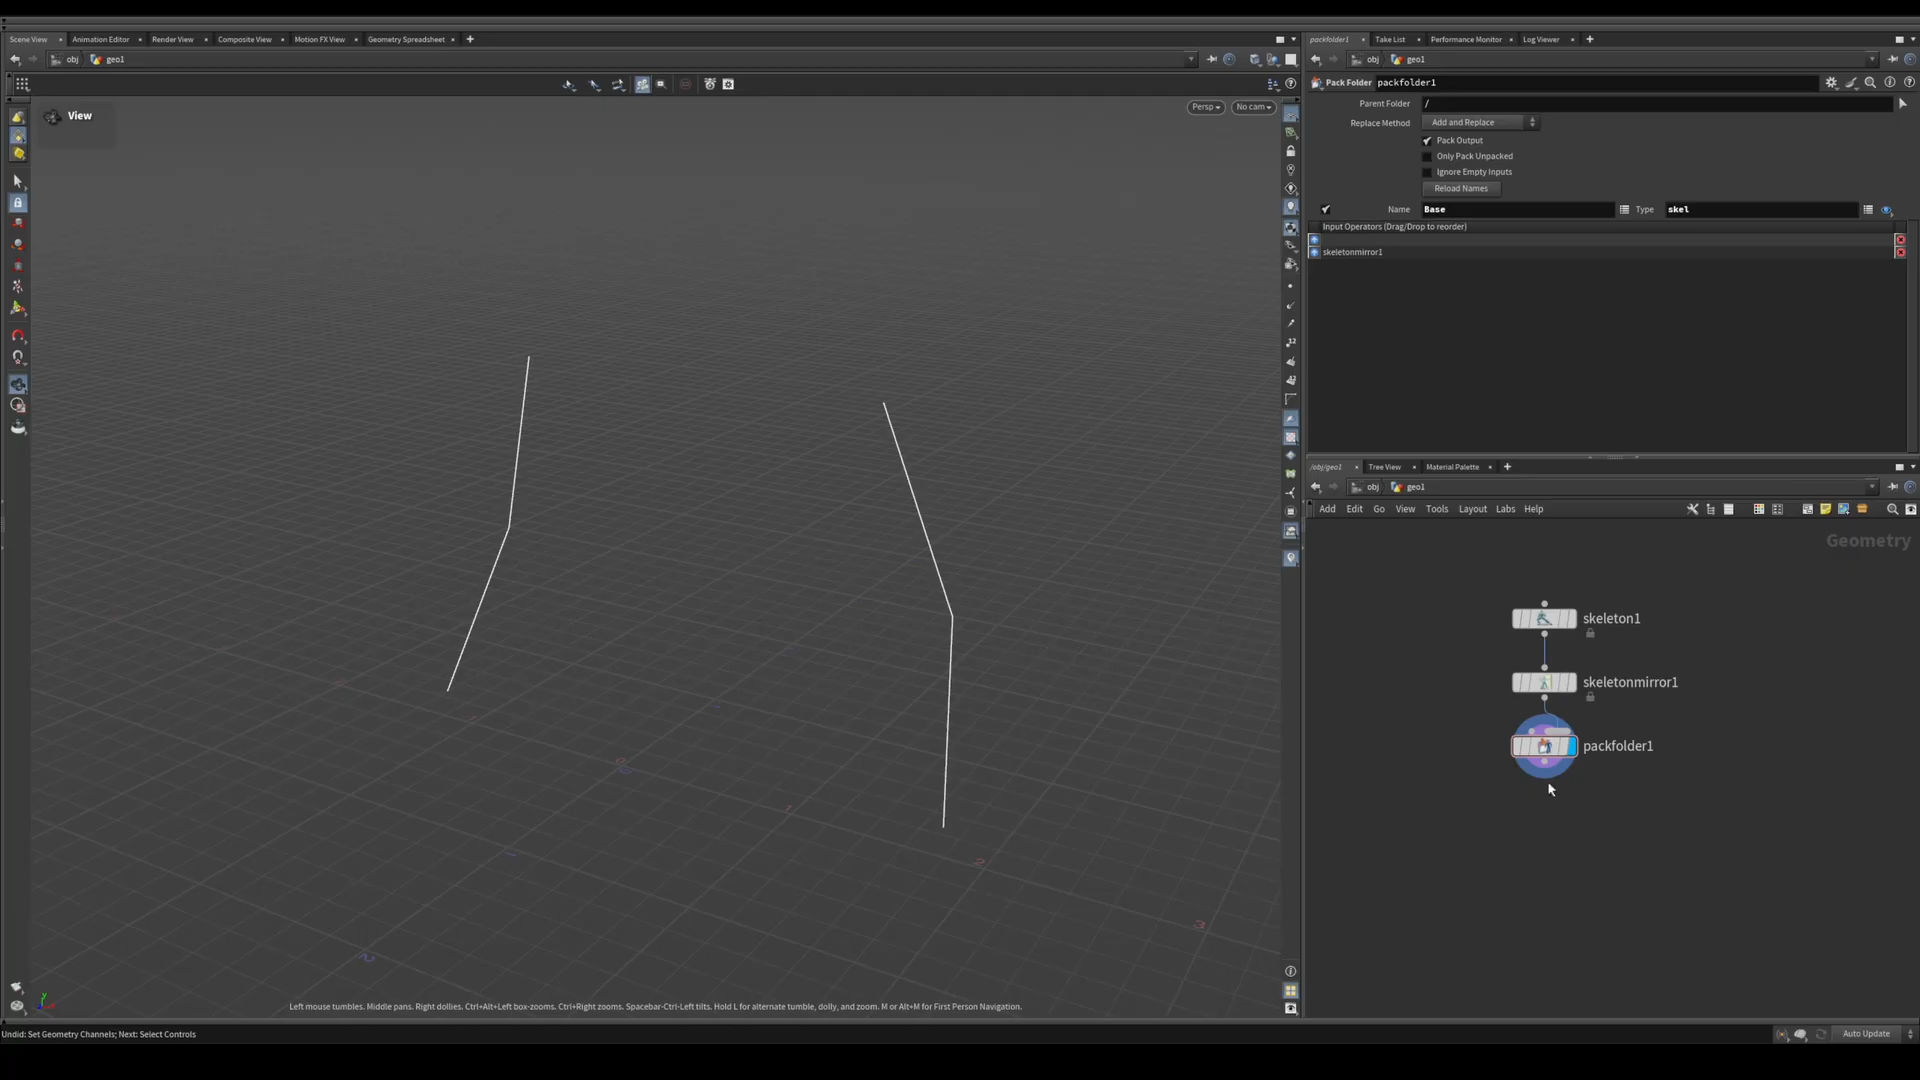 Scene View
Animation Editor
Render View
Composite View
Motion FX View
Geometry Spreadsheet
obj
geo1
View
Persp
No cam
Left mouse tumbles. Middle pans. Right dollies. Ctrl+Alt+Left box-zooms. Ctrl+Right zooms. Spacebar-Ctrl-Left tilts. Hold L for alternate tumble, dolly, and zoom. M or Alt+M for First Person Navigation.
Undid: Set Geometry Channels; Next: Select Controls
packfolder1
Take List
Performance Monitor
Log Viewer
obj
geo1
Pack Folder
packfolder1
Parent Folder
/
Replace Method
Add and Replace
Pack Output
Only Pack Unpacked
Ignore Empty Inputs
Reload Names
Name
Base
Type
skel
Input Operators (Drag/Drop to reorder)
skeletonmirror1
/obj/geo1
Tree View
Material Palette
obj
geo1
Add
Edit
Go
View
Tools
Layout
Labs
Help
Geometry
skeleton1
skeletonmirror1
packfolder1
Auto Update